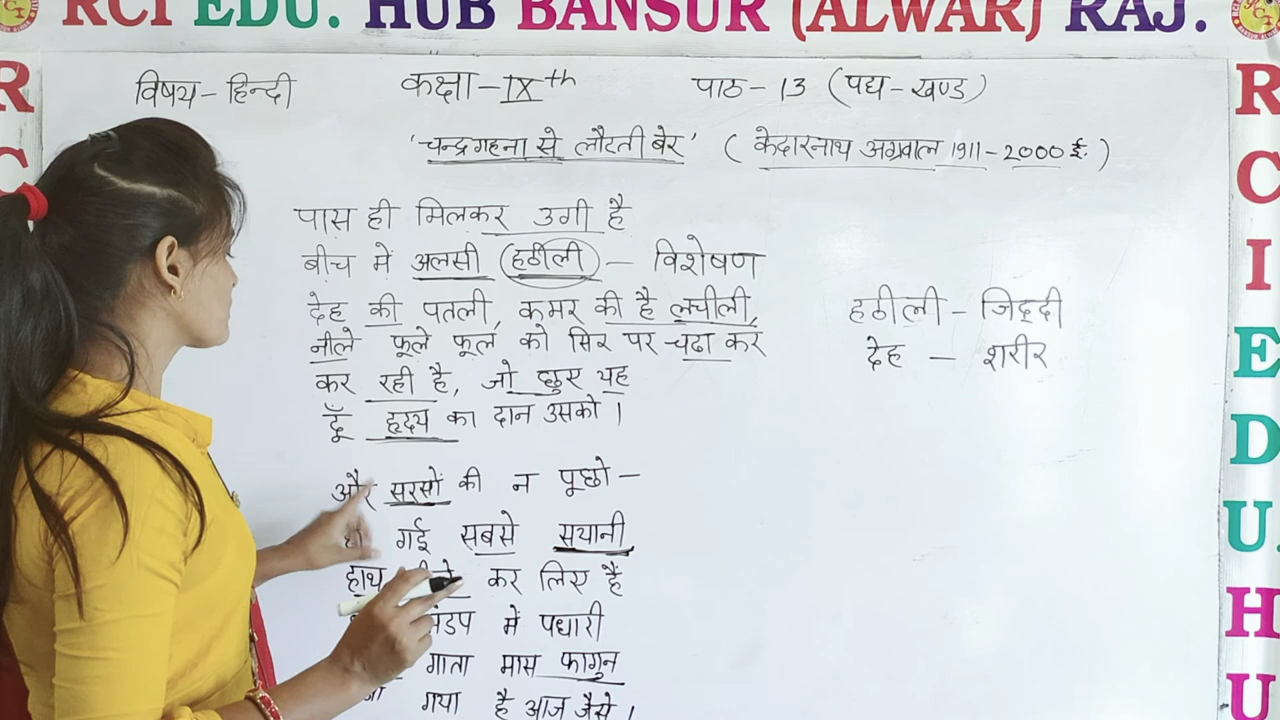 RCI EDU. HUB BANSUR (ALWAR) RAJ.
विषय - हिन्दी कक्षा - IXth पाठ - 13 (पद्य - खण्ड)
'चन्द्रगहना से लौटती बेर' ( केदारनाथ अग्रवाल 1911 - 2000 ई. )
पास ही मिलकर उगी है
बीच में अलसी (हठीली) - विशेषण
देह की पतली, कमर की है लचीली,
नीले फूले फूल को सिर पर चढा कर
कर रही है, जो छुए यह
दूँ हृदय का दान उसको ।
हठीली - जिद्दी
देह - शरीर
और सरसों की न पूछो -
गई सबसे सयानी
हाथ कर लिए हैं
में पधारी
गाता मास फागुन
गया है आज जैसे ।
R
C
R
C
I
E
D
U.
H
U